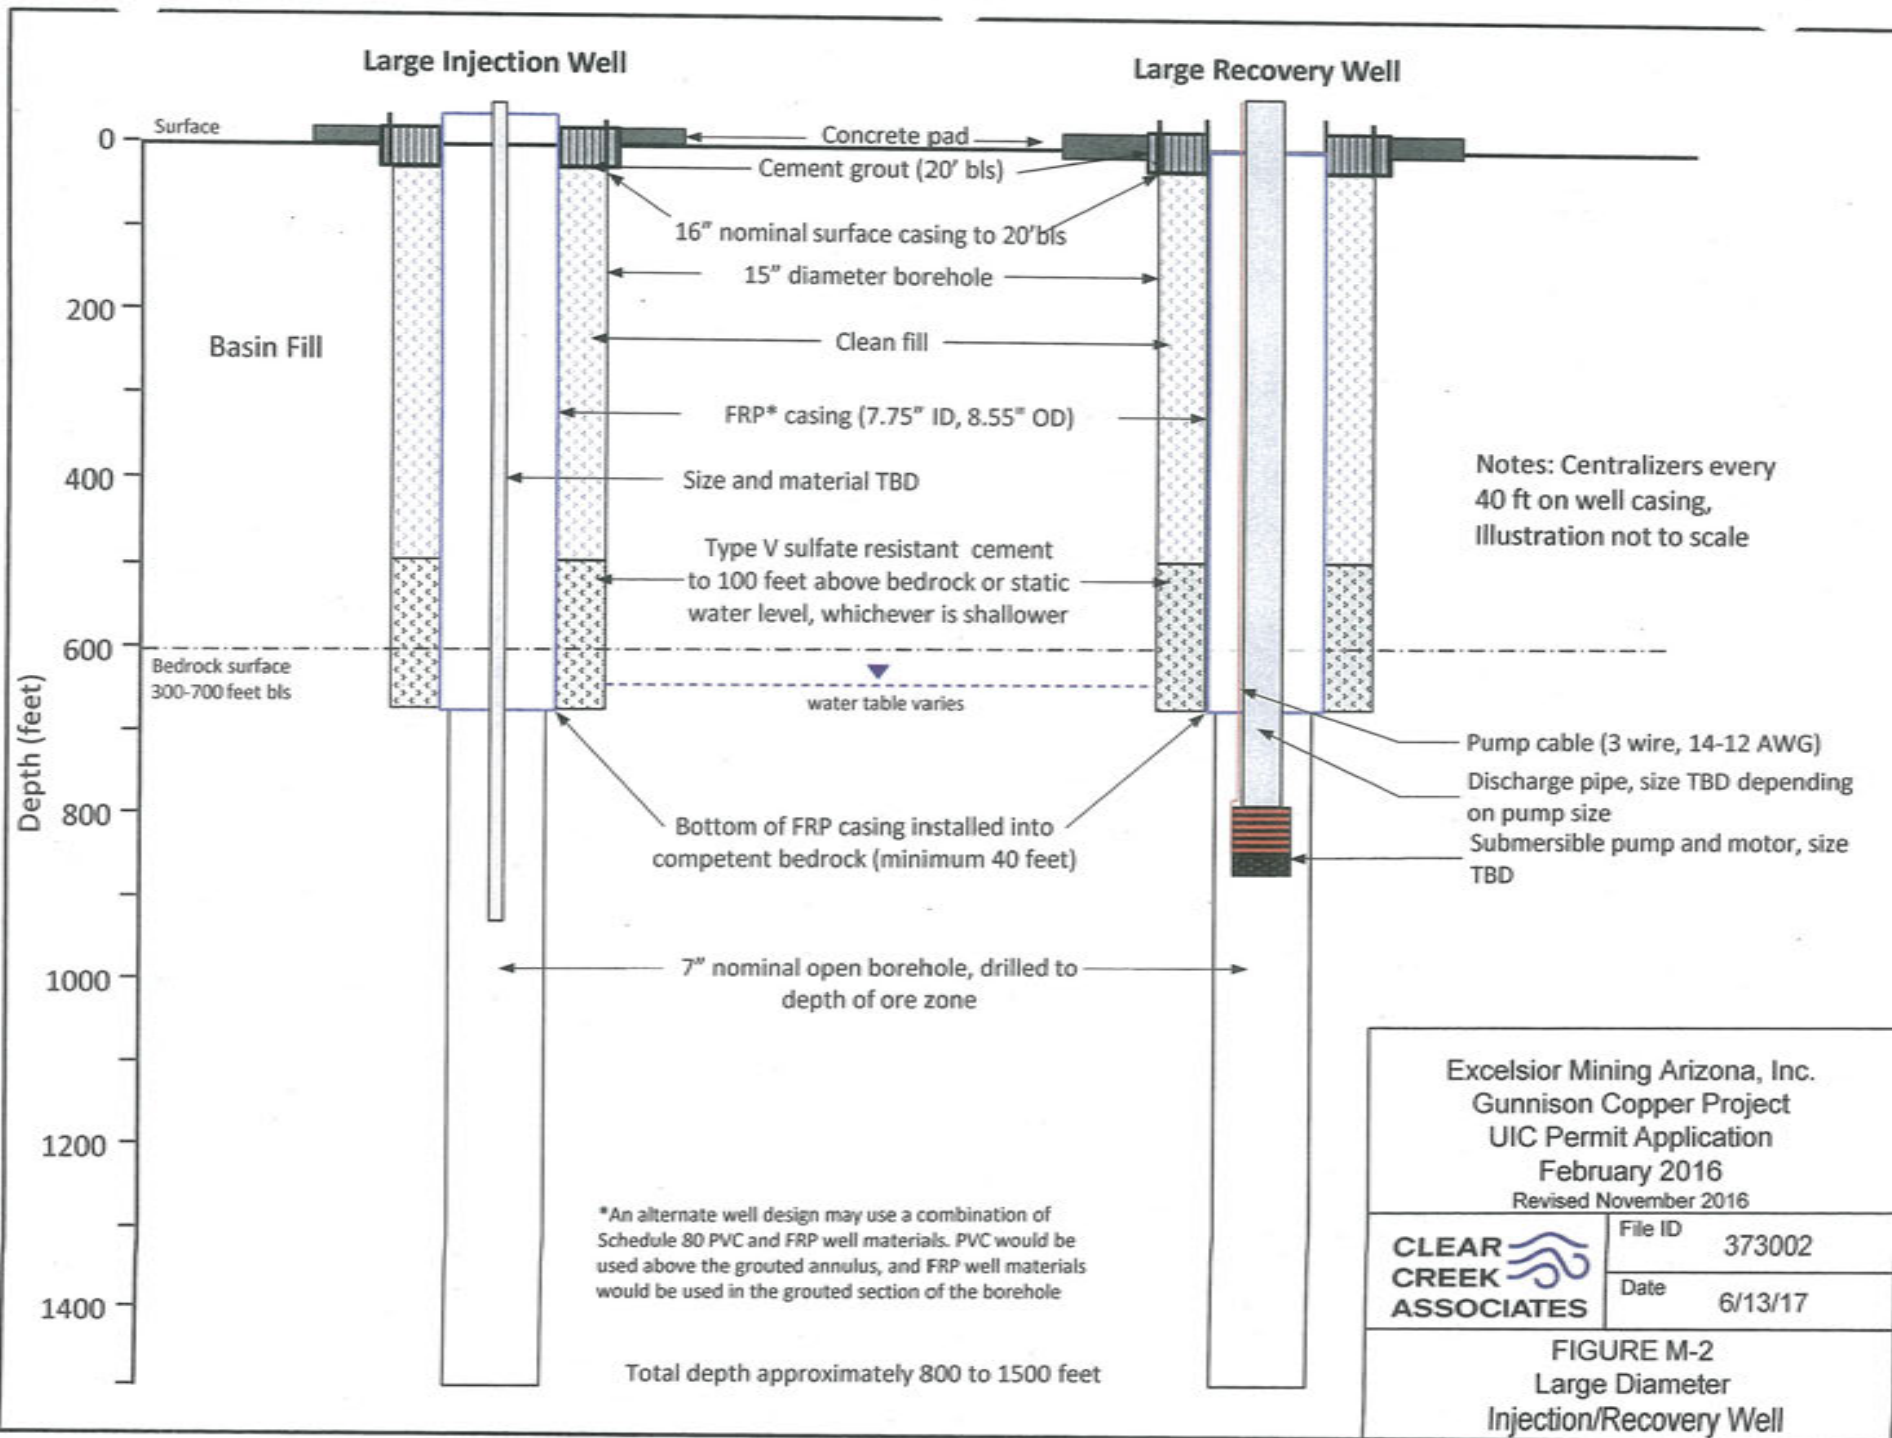 Large Injection Well
Large Recovery Well
0
Surface
Concrete pad
Cement grout (20' bls)
16" nominal surface casing to 20'bls
15" diameter borehole
200
Basin Fill
Clean fill
FRP* casing (7.75" ID, 8.55" OD)
400
Size and material TBD
Notes: Centralizers every
40 ft on well casing,
Illustration not to scale
Type V sulfate resistant cement
to 100 feet above bedrock or static
water level, whichever is shallower
600
Bedrock surface
300-700 feet bls
water table varies
Depth (feet)
Pump cable (3 wire, 14-12 AWG)
Discharge pipe, size TBD depending
on pump size
Submersible pump and motor, size
TBD
800
Bottom of FRP casing installed into
competent bedrock (minimum 40 feet)
1000
7" nominal open borehole, drilled to
depth of ore zone
1200
*An alternate well design may use a combination of
Schedule 80 PVC and FRP well materials. PVC would be
used above the grouted annulus, and FRP well materials
would be used in the grouted section of the borehole
1400
Total depth approximately 800 to 1500 feet
Excelsior Mining Arizona, Inc.
Gunnison Copper Project
UIC Permit Application
February 2016
Revised November 2016
CLEAR
CREEK
ASSOCIATES
File ID 373002
Date 6/13/17
FIGURE M-2
Large Diameter
Injection/Recovery Well